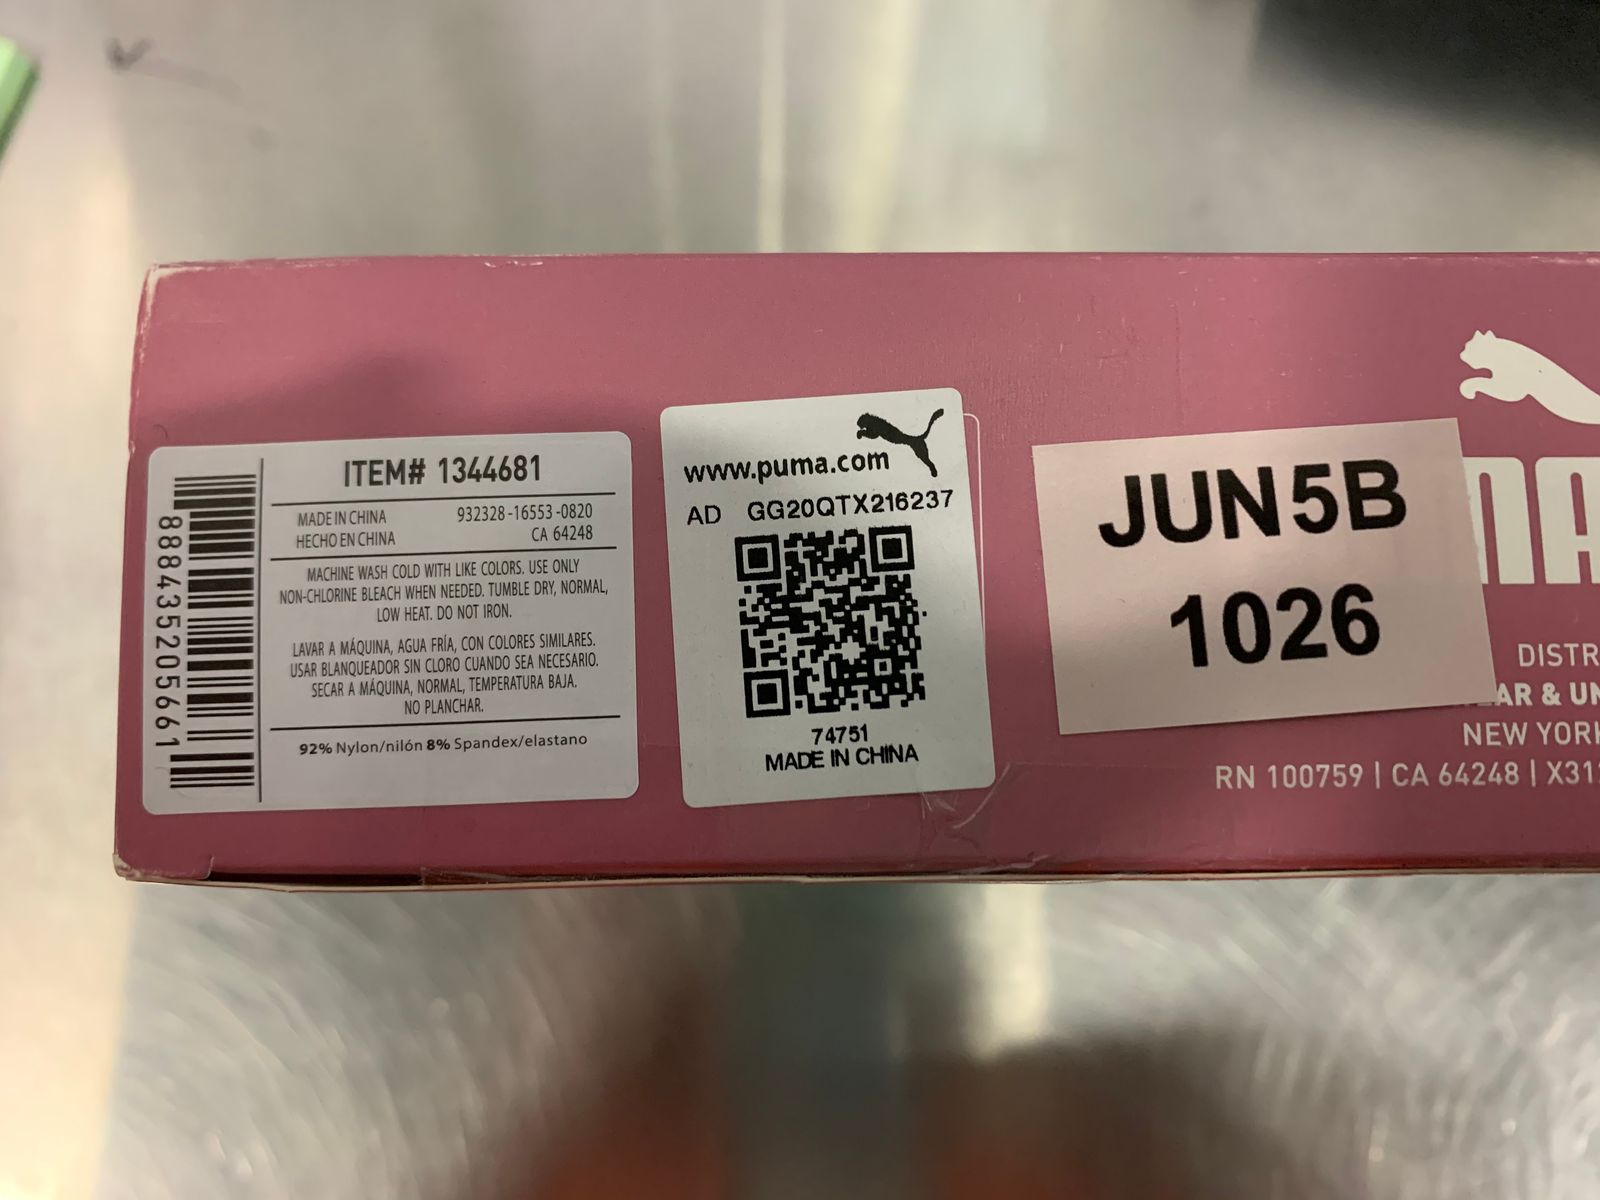 888435205661
ITEM# 1344681
MADE IN CHINA 932328-16553-0820
HECHO EN CHINA CA 64248
MACHINE WASH COLD WITH LIKE COLORS. USE ONLY
NON-CHLORINE BLEACH WHEN NEEDED. TUMBLE DRY, NORMAL,
LOW HEAT. DO NOT IRON.
LAVAR A MÁQUINA, AGUA FRÍA, CON COLORES SIMILARES.
USAR BLANQUEADOR SIN CLORO CUANDO SEA NECESARIO.
SECAR A MÁQUINA, NORMAL, TEMPERATURA BAJA.
NO PLANCHAR.
92% Nylon/nilón 8% Spandex/elastano
www.puma.com
AD GG20QTX216237
74751
MADE IN CHINA
JUN5B
1026
MA
DISTR
AR & UN
NEW YORK
RN 100759 | CA 64248 | X31